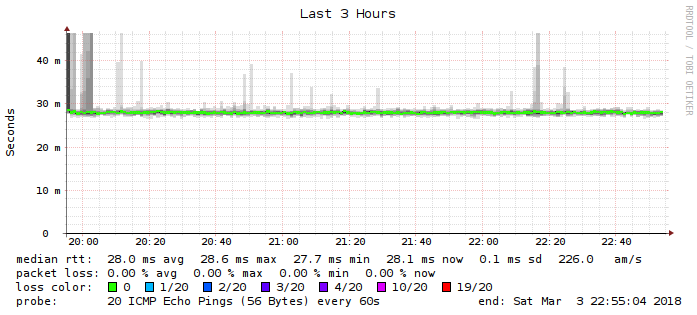 Last 3 Hours
RRDTOOL / TOBI OETIKER
Seconds
40 m
30 m
20 m
10 m
0
20:00 20:20 20:40 21:00 21:20 21:40 22:00 22:20 22:40
median rtt: 28.0 ms avg 28.6 ms max 27.7 ms min 28.1 ms now 0.1 ms sd 226.0 am/s
packet loss: 0.00 % avg 0.00 % max 0.00 % min 0.00 % now
loss color: 0 1/20 2/20 3/20 4/20 10/20 19/20
probe: 20 ICMP Echo Pings (56 Bytes) every 60s end: Sat Mar 3 22:55:04 2018